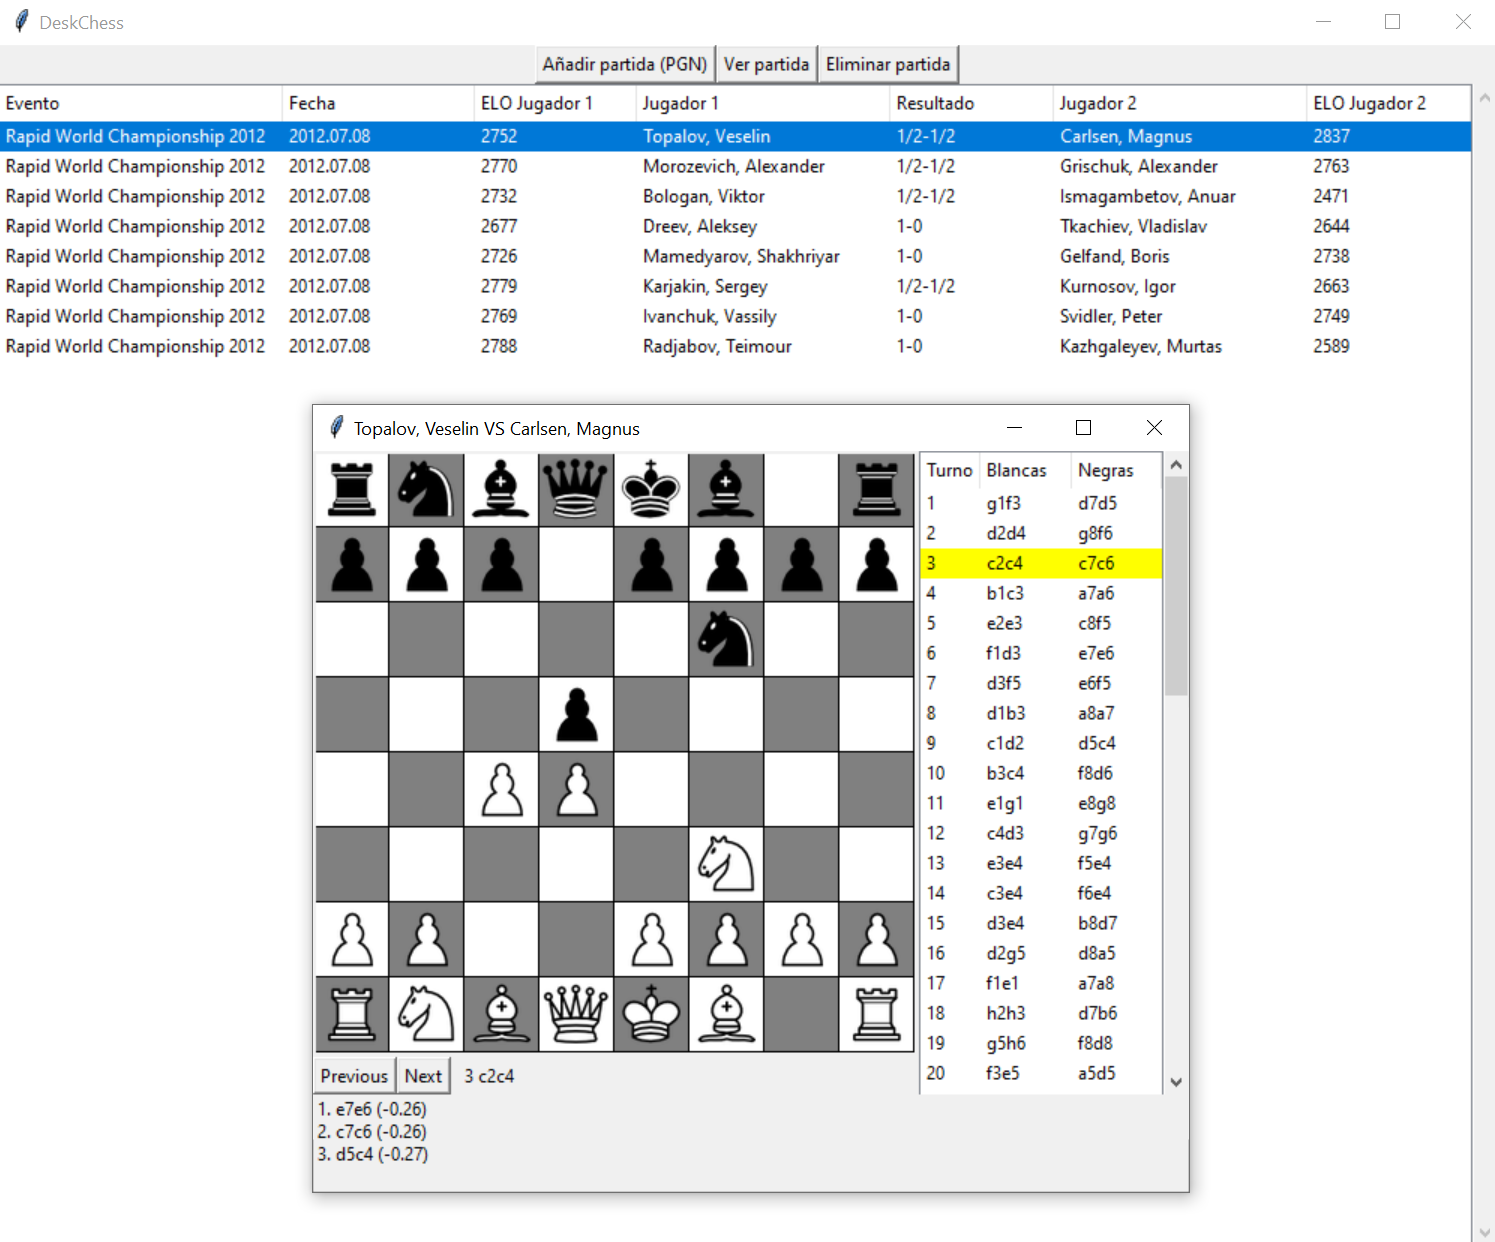 DeskChess
Añadir partida (PGN) Ver partida Eliminar partida
Evento Fecha ELO Jugador 1 Jugador 1 Resultado Jugador 2 ELO Jugador 2
Rapid World Championship 2012 2012.07.08 2752 Topalov, Veselin 1/2-1/2 Carlsen, Magnus 2837
Rapid World Championship 2012 2012.07.08 2770 Morozevich, Alexander 1/2-1/2 Grischuk, Alexander 2763
Rapid World Championship 2012 2012.07.08 2732 Bologan, Viktor 1/2-1/2 Ismagambetov, Anuar 2471
Rapid World Championship 2012 2012.07.08 2677 Dreev, Aleksey 1-0 Tkachiev, Vladislav 2644
Rapid World Championship 2012 2012.07.08 2726 Mamedyarov, Shakhriyar 1-0 Gelfand, Boris 2738
Rapid World Championship 2012 2012.07.08 2779 Karjakin, Sergey 1/2-1/2 Kurnosov, Igor 2663
Rapid World Championship 2012 2012.07.08 2769 Ivanchuk, Vassily 1-0 Svidler, Peter 2749
Rapid World Championship 2012 2012.07.08 2788 Radjabov, Teimour 1-0 Kazhgaleyev, Murtas 2589
Topalov, Veselin VS Carlsen, Magnus
Turno Blancas Negras
1 g1f3 d7d5
2 d2d4 g8f6
3 c2c4 c7c6
4 b1c3 a7a6
5 e2e3 c8f5
6 f1d3 e7e6
7 d3f5 e6f5
8 d1b3 a8a7
9 c1d2 d5c4
10 b3c4 f8d6
11 e1g1 e8g8
12 c4d3 g7g6
13 e3e4 f5e4
14 c3e4 f6e4
15 d3e4 b8d7
16 d2g5 d8a5
17 f1e1 a7a8
18 h2h3 d7b6
19 g5h6 f8d8
20 f3e5 a5d5
Previous Next 3 c2c4
1. e7e6 (-0.26)
2. c7c6 (-0.26)
3. d5c4 (-0.27)